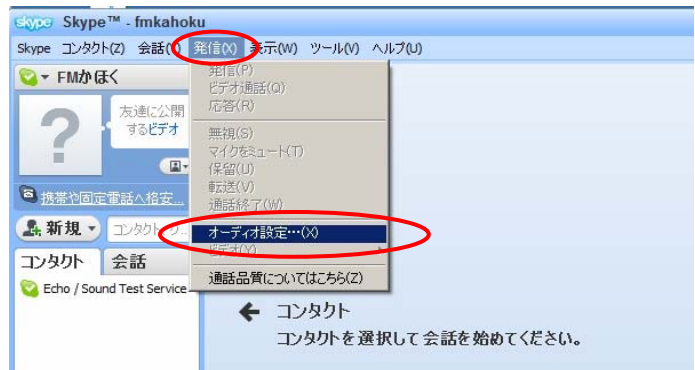 skype Skype™ - fmkahoku
Skype コンタクト(Z) 会話(Y) 発信(X) 表示(W) ツール(V) ヘルプ(U)
FMかほく
友達に公開
するビデオ
携帯や固定電話へ格安...
新規
コンタクト
コンタクト 会話
Echo / Sound Test Service
発信(P)
ビデオ通話(Q)
応答(R)
無視(S)
マイクをミュート(T)
保留(U)
転送(V)
通話終了(W)
オーディオ設定…(X)
ビデオ(Y)
通話品質についてはこちら(Z)
コンタクト
コンタクトを選択して会話を始めてください。